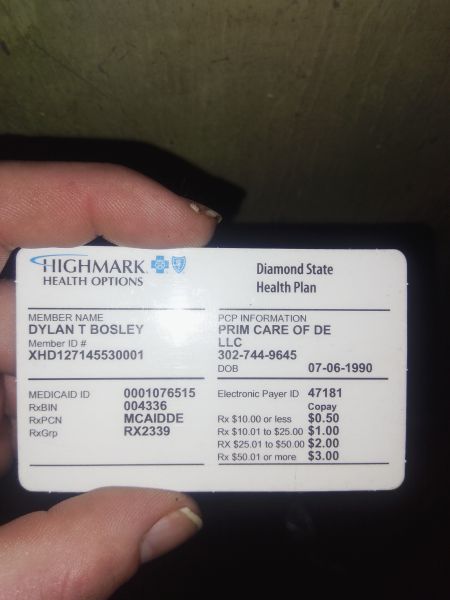 HIGHMARK
HEALTH OPTIONS
Diamond State
Health Plan
MEMBER NAME
DYLAN T BOSLEY
Member ID #
XHD127145530001
PCP INFORMATION
PRIM CARE OF DE
LLC
302-744-9645
DOB 07-06-1990
MEDICAID ID 0001076515
RxBIN 004336
RxPCN MCAIDDE
RxGrp RX2339
Electronic Payer ID 47181
Copay
Rx $10.00 or less $0.50
Rx $10.01 to $25.00 $1.00
RX $25.01 to $50.00 $2.00
Rx $50.01 or more $3.00